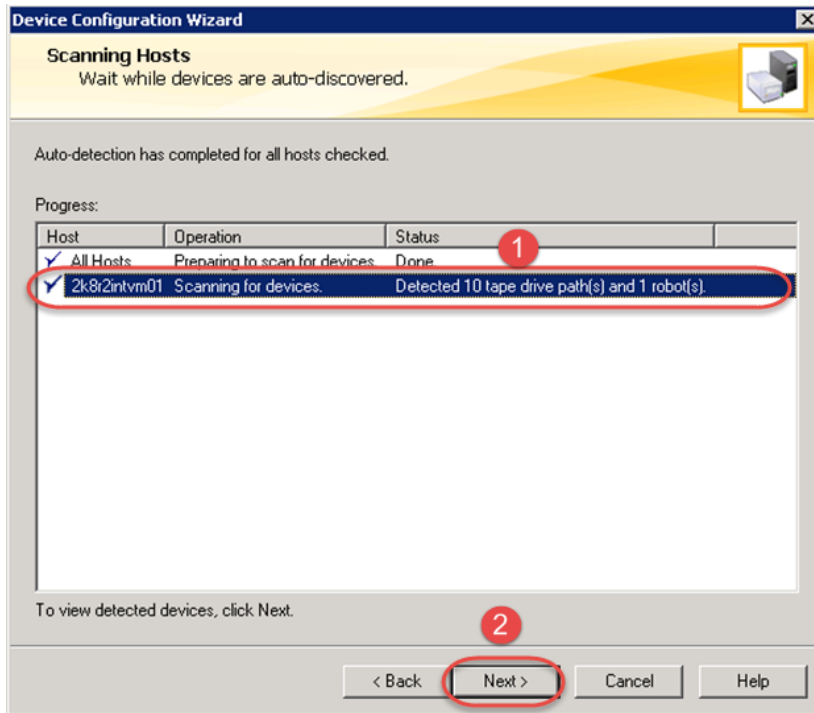 Device Configuration Wizard
Scanning Hosts
Wait while devices are auto-discovered.
Auto-detection has completed for all hosts checked.
Progress:
Host Operation Status
1
All Hosts Preparing to scan for devices Done.
2k8r2intvm01 Scanning for devices. Detected 10 tape drive path(s) and 1 robot(s).
To view detected devices, click Next.
2
< Back Next > Cancel Help